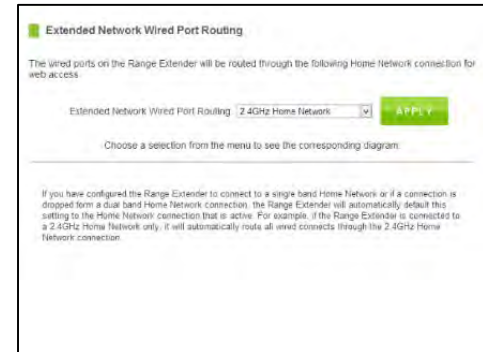 Extended Network Wired Port Routing
The wired ports on the Range Extender will be routed through the following Home Network connection for
web access.
Extended Network Wired Port Routing 2.4GHz Home Network APPLY
Choose a selection from the menu to see the corresponding diagram.
If you have configured the Range Extender to connect to a single band Home Network or if a connection is
dropped form a dual band Network connection, the Range Extender will automatically default this
setting to the Home Network connection that is active. For example, if the Range Extender is connected to
a 2.4GHz Home Network only, it will automatically route all wired connects through the 2.4GHz Home
Network connection.